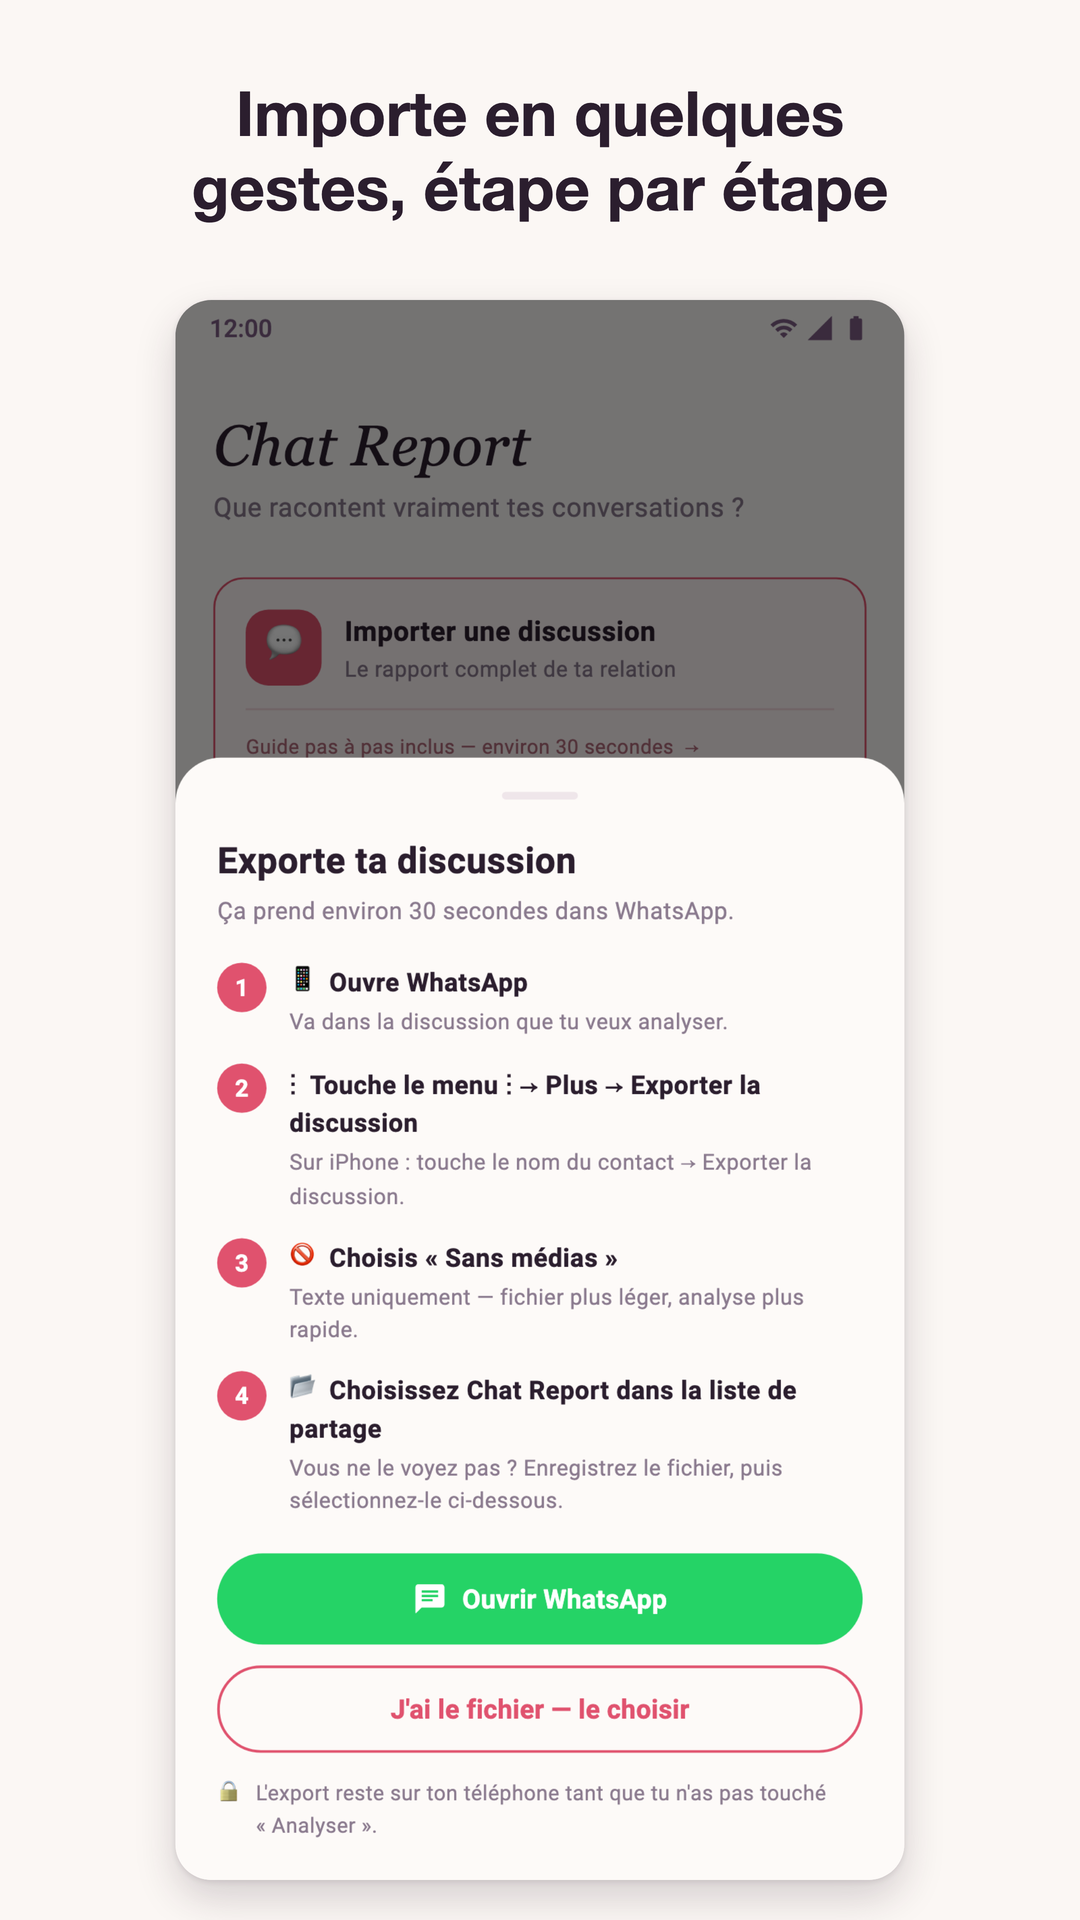 Importe en quelques
gestes, étape par étape
12:00
Chat Report
Que racontent vraiment tes conversations ?
Importer une discussion
Le rapport complet de ta relation
Guide pas à pas inclus — environ 30 secondes →
Exporte ta discussion
Ça prend environ 30 secondes dans WhatsApp.
1 📱 Ouvre WhatsApp
Va dans la discussion que tu veux analyser.
2 ⋮ Touche le menu ⋮ → Plus → Exporter la
discussion
Sur iPhone : touche le nom du contact → Exporter la
discussion.
3 🚫 Choisis « Sans médias »
Texte uniquement — fichier plus léger, analyse plus
rapide.
4 📂 Choisissez Chat Report dans la liste de
partage
Vous ne le voyez pas ? Enregistrez le fichier, puis
sélectionnez-le ci-dessous.
Ouvrir WhatsApp
J'ai le fichier — le choisir
🔒 L'export reste sur ton téléphone tant que tu n'as pas touché
« Analyser ».